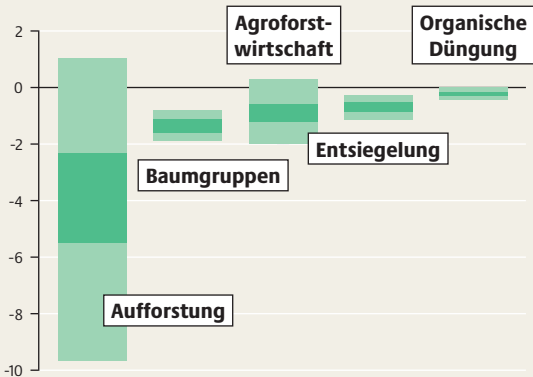 2
0
-2
-4
-6
-8
-10
Agroforst-
wirtschaft
Organische
Düngung
Entsiegelung
Baumgruppen
Aufforstung